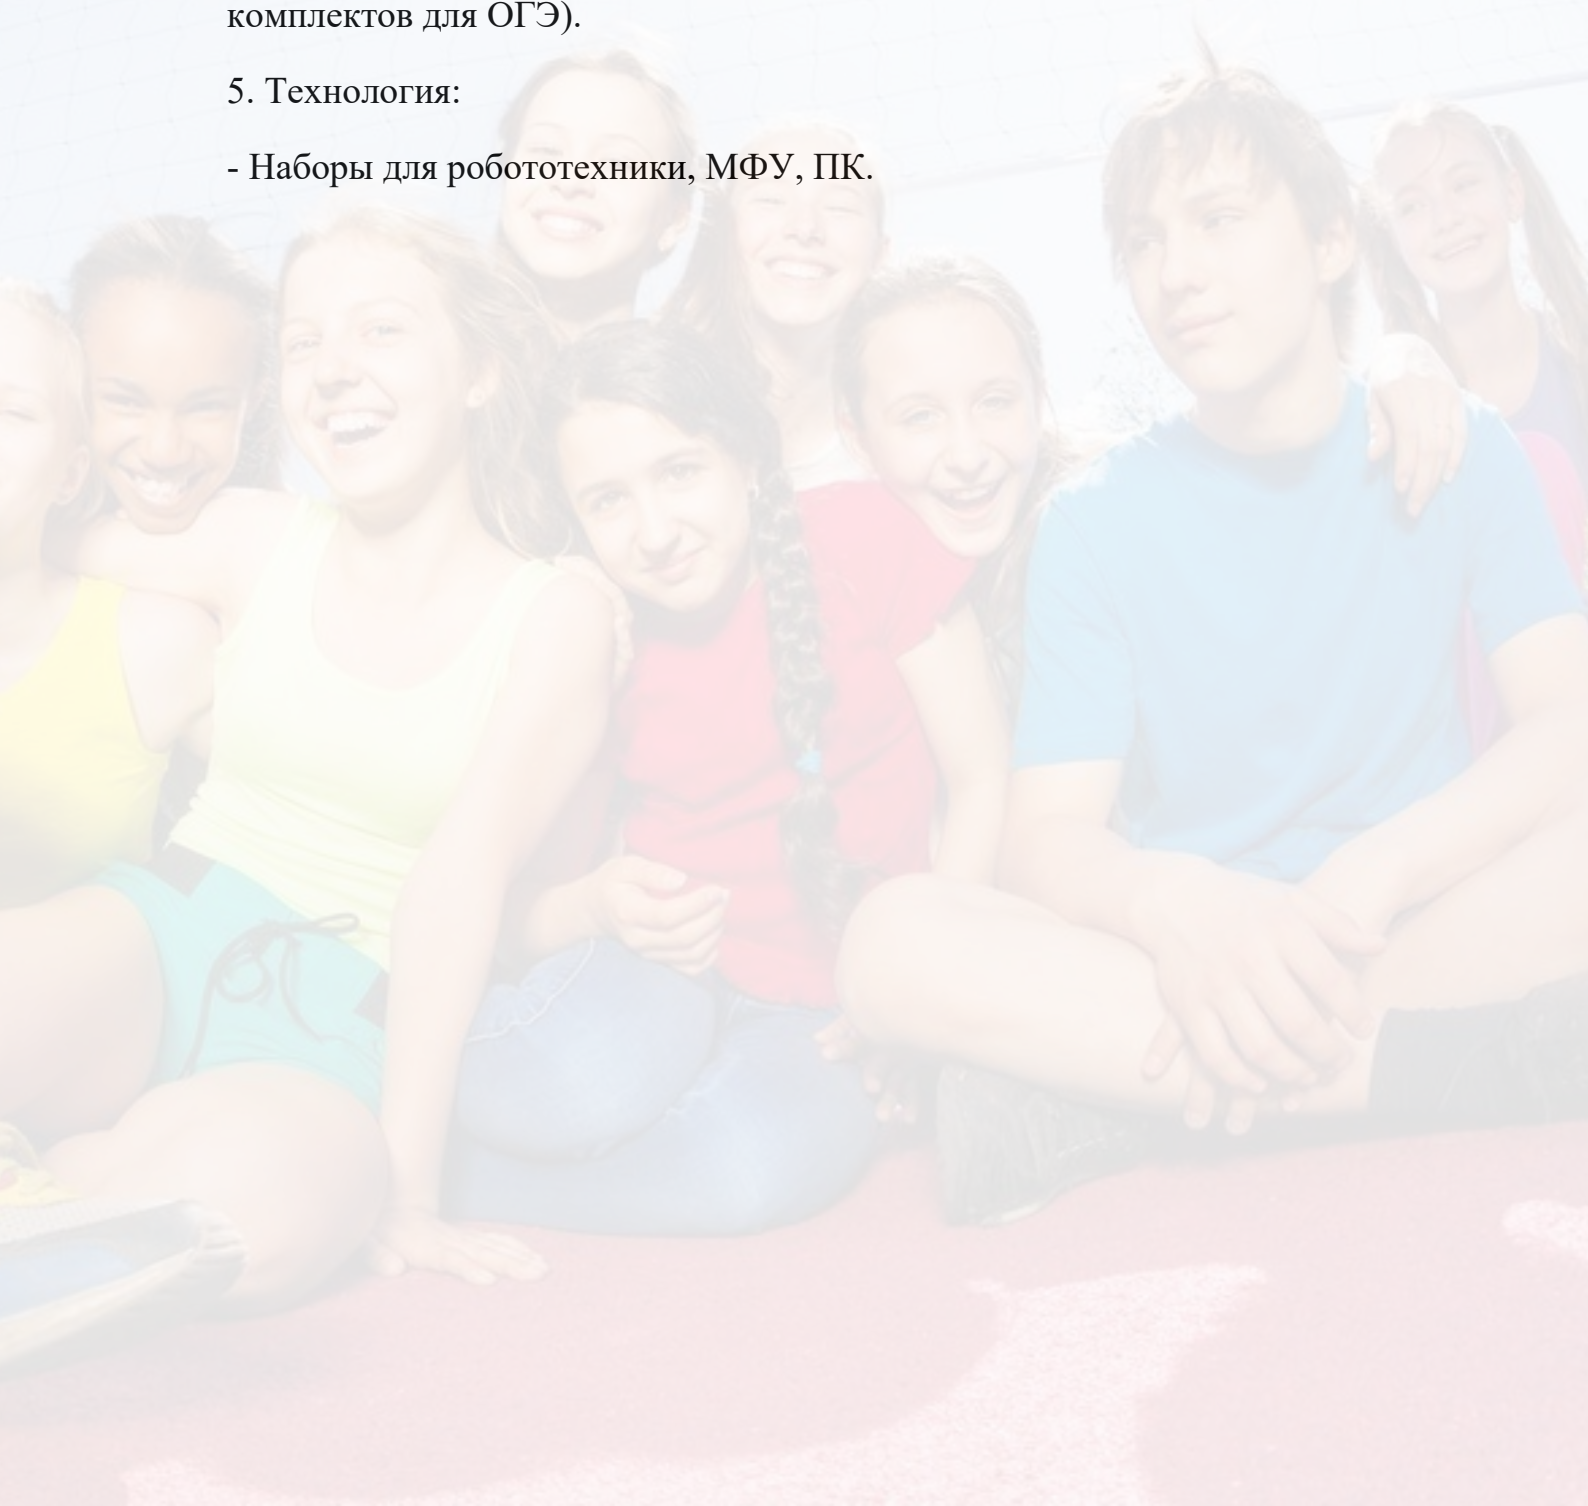 комплектов для ОГЭ).
5. Технология:
- Наборы для робототехники, МФУ, ПК.